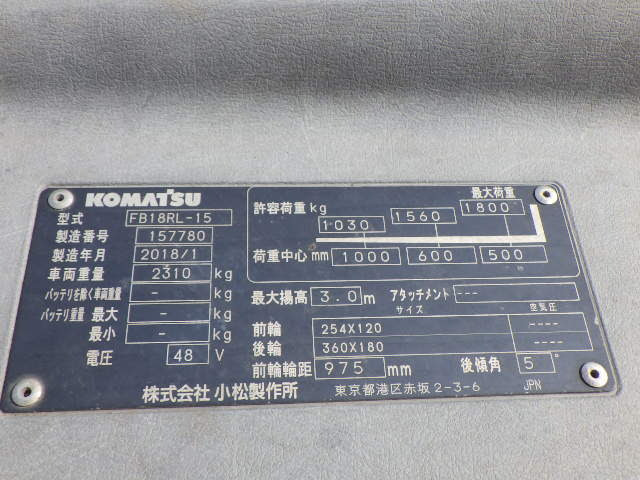 KOMATSU
型式 FB18RL-15
製造番号 157780
製造年月 2018/1
車両重量 2310 kg
バッテリを除く車両重量 - kg
バッテリ重量 最大 - kg
最小 - kg
電圧 48 V
最大荷重
許容荷重 kg 1030 1560 1800
荷重中心 mm 1000 600 500
最大揚高 3.0 m アタッチメント ---
サイズ 空気圧
前輪 254X120 ----
後輪 360X180 ----
前輪輪距 975 mm 後傾角 5°
株式会社 小松製作所 東京都港区赤坂2-3-6 JPN